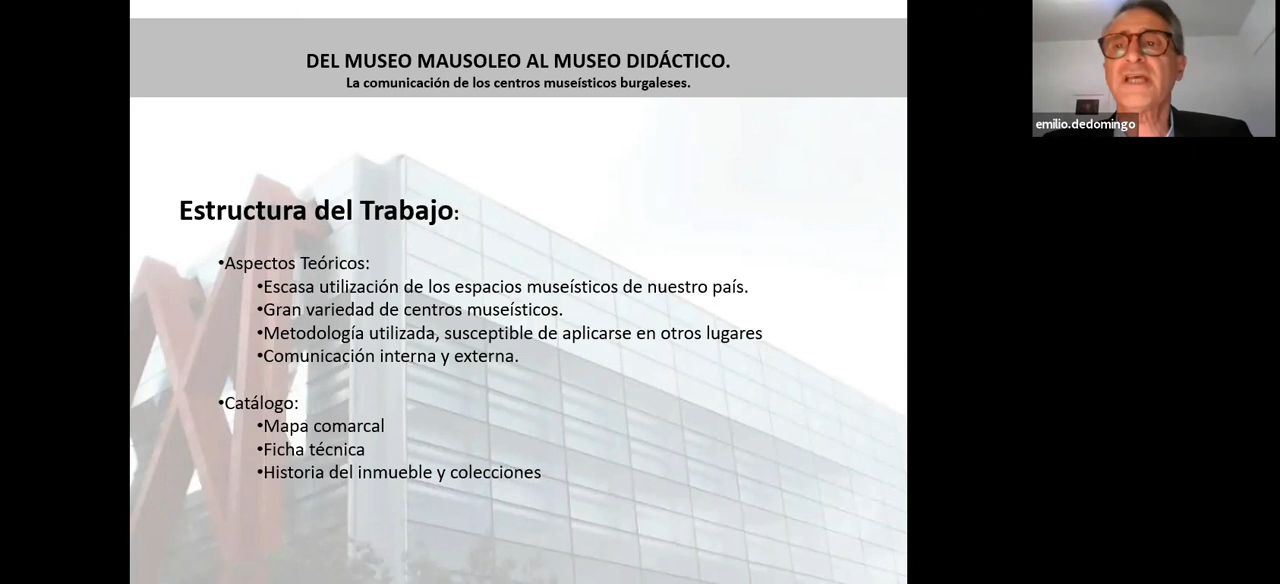 DEL MUSEO MAUSOLEO AL MUSEO DIDÁCTICO.
La comunicación de los centros museísticos burgaleses.
emilio.dedomingo
Estructura del Trabajo:
•Aspectos Teóricos:
•Escasa utilización de los espacios museísticos de nuestro país.
•Gran variedad de centros museísticos.
•Metodología utilizada, susceptible de aplicarse en otros lugares
•Comunicación interna y externa.
•Catálogo:
•Mapa comarcal
•Ficha técnica
•Historia del inmueble y colecciones